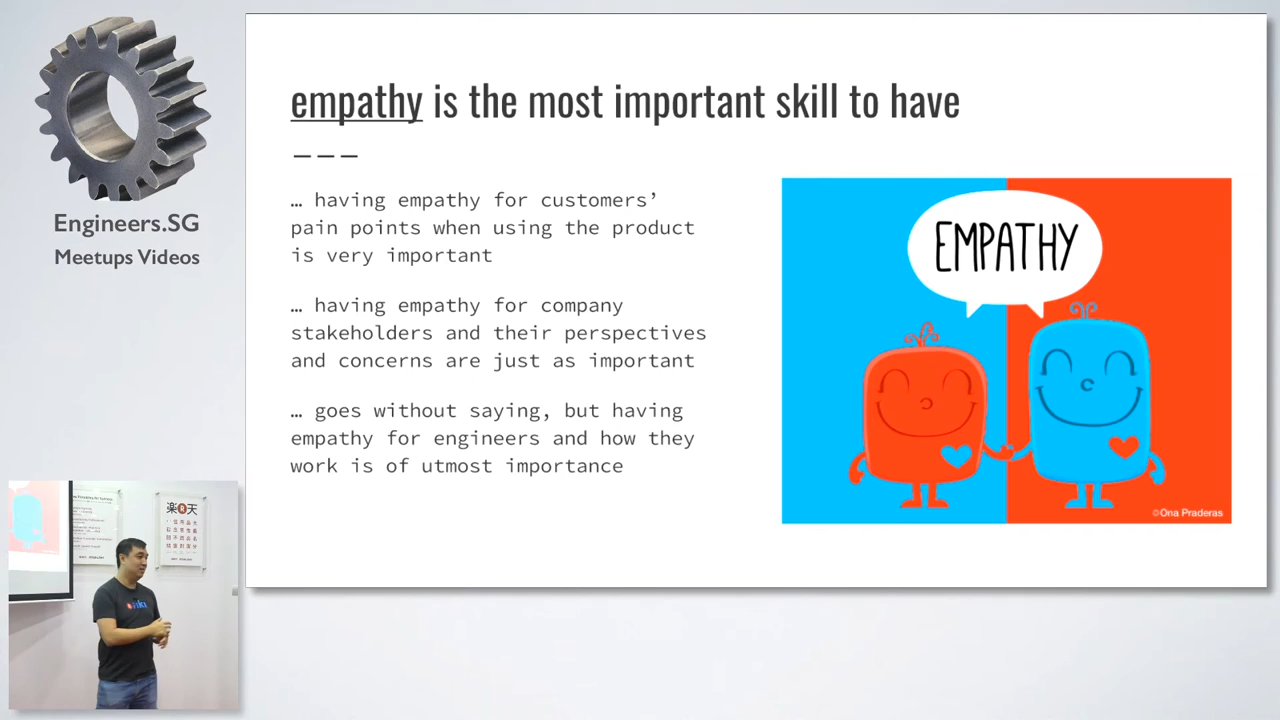 Engineers.SG
Meetups Videos
empathy is the most important skill to have
… having empathy for customers’
pain points when using the product
is very important
… having empathy for company
stakeholders and their perspectives
and concerns are just as important
… goes without saying, but having
empathy for engineers and how they
work is of utmost importance
EMPATHY
©Ona Praderas